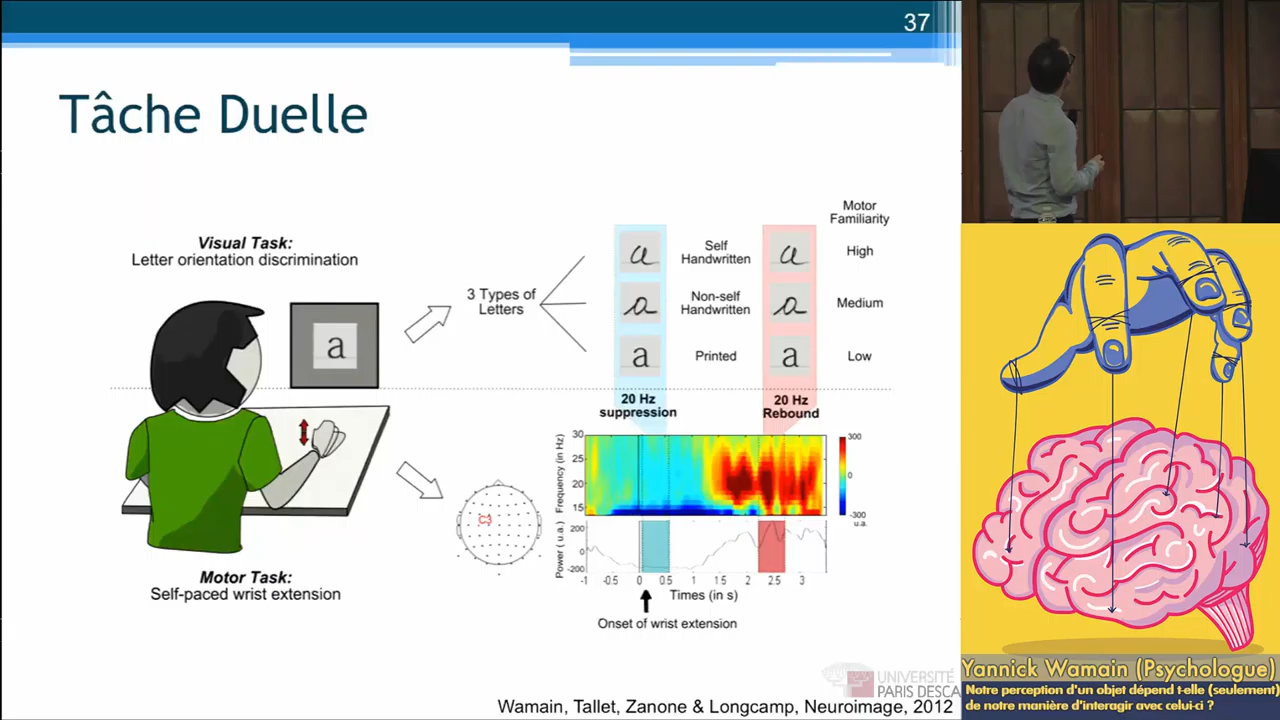 37
Tâche Duelle
Visual Task:
Letter orientation discrimination
a
3 Types of
Letters
Motor
Familiarity
a
Self
Handwritten
a
High
a
Non-self
Handwritten
a
Medium
a
Printed
a
Low
20 Hz
suppression
20 Hz
Rebound
Frequency (in Hz)
30
25
20
15
300
0
-300
u.a.
C3
Power (u.a.)
200
0
-200
-1 -0.5 0 0.5 1 1.5 2 2.5 3
Times (in s)
Onset of wrist extension
Motor Task:
Self-paced wrist extension
UNIVERSITÉ
PARIS DESCA
Wamain, Tallet, Zanone & Longcamp, Neuroimage, 2012
Yannick Wamain (Psychologue)
Notre perception d'un objet dépend t-elle (seulement)
de notre manière d'interagir avec celui-ci ?